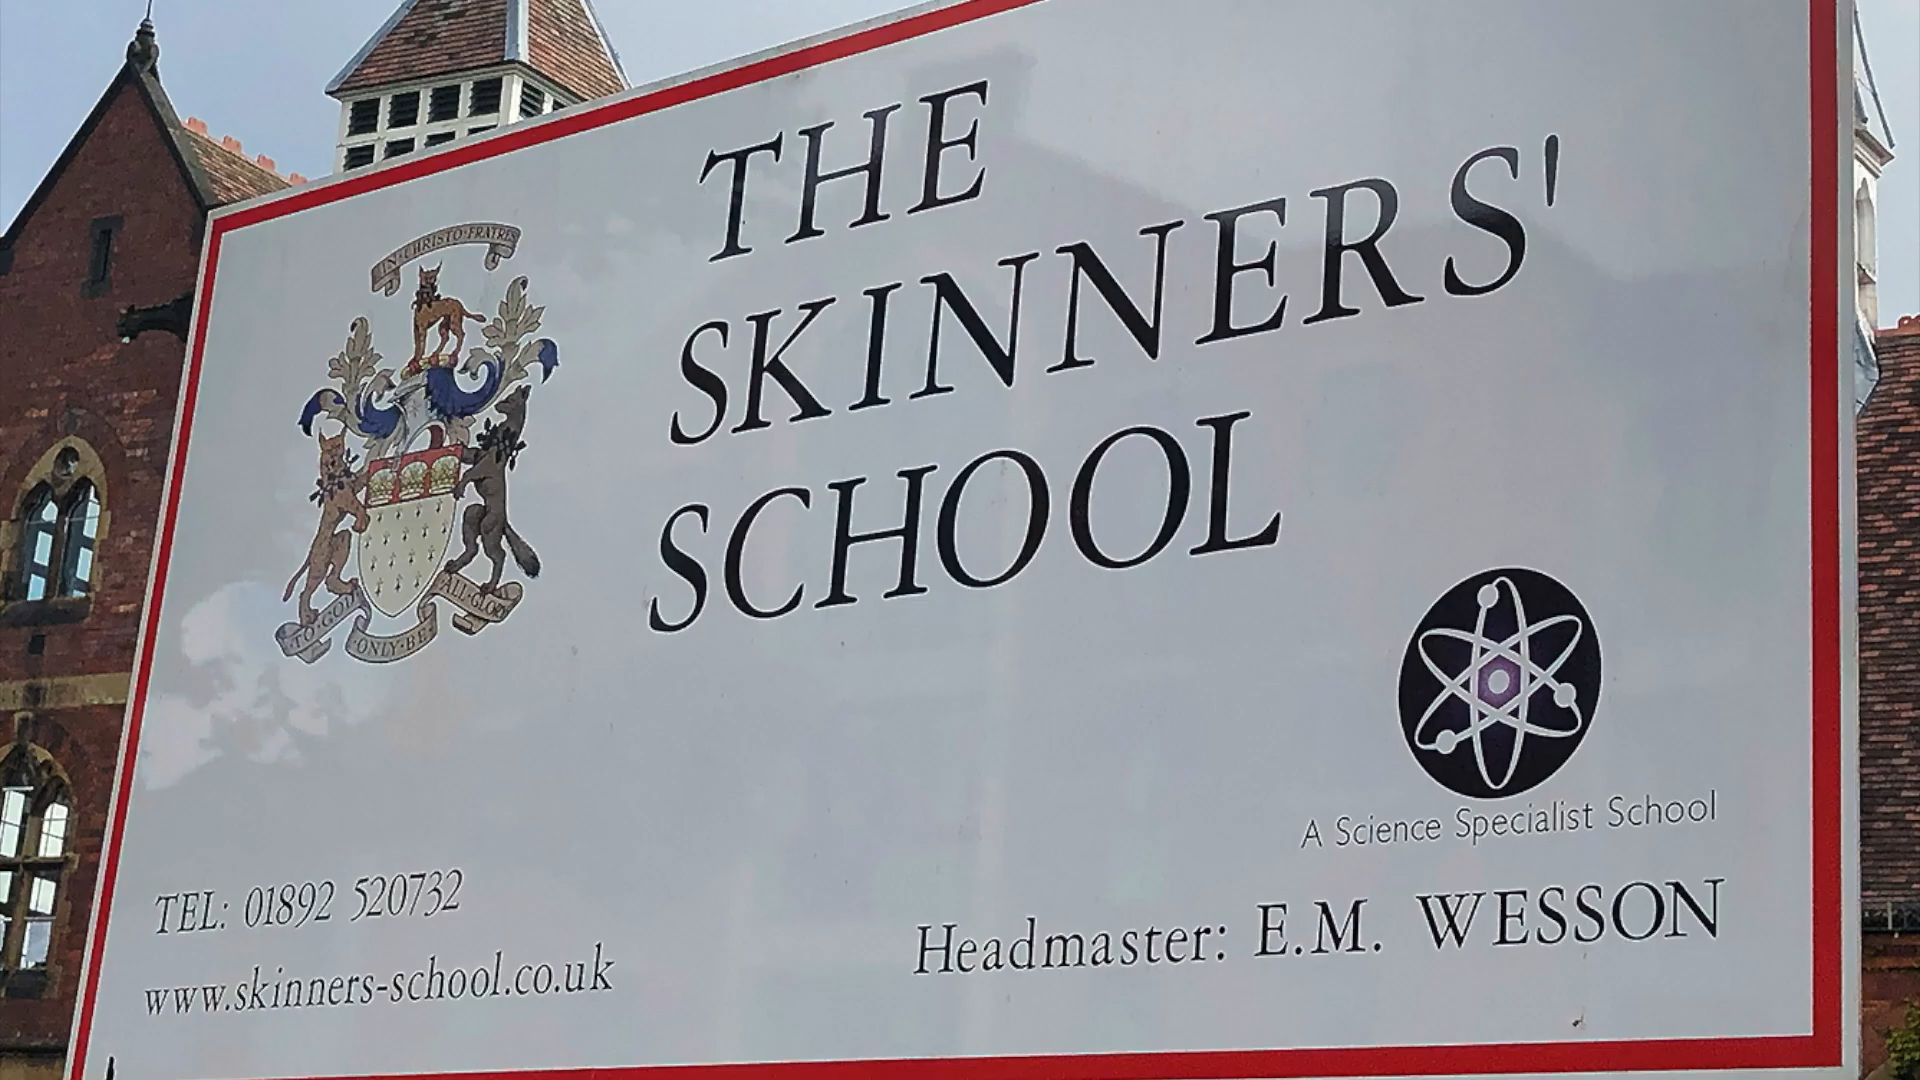 IN·CHRISTO·FRATRES
THE
SKINNERS'
SCHOOL
TO·GOD
·ONLY·BE·
ALL·GLORY
A Science Specialist School
TEL: 01892 520732
www.skinners-school.co.uk
Headmaster: E.M. WESSON